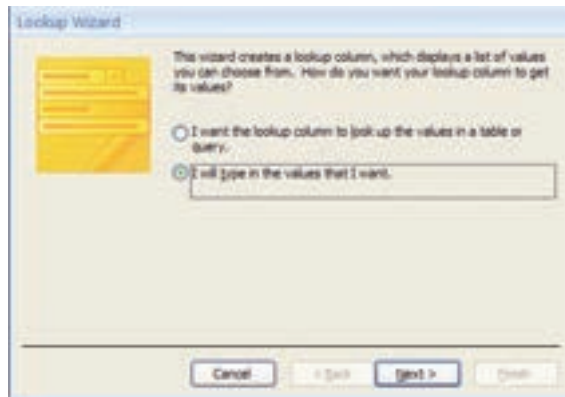 Lookup Wizard
This wizard creates a lookup column, which displays a list of values
you can choose from. How do you want your lookup column to get
its values?
I want the lookup column to look up the values in a table or
query.
I will type in the values that I want.
Cancel
< Back
Next >
Finish